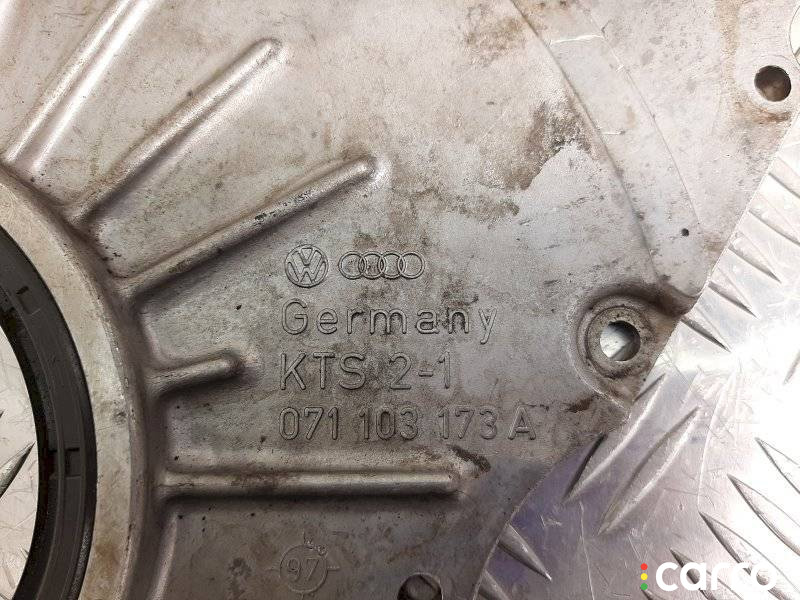 Germany
KTS 2-1
071 103 173 A
97
carco